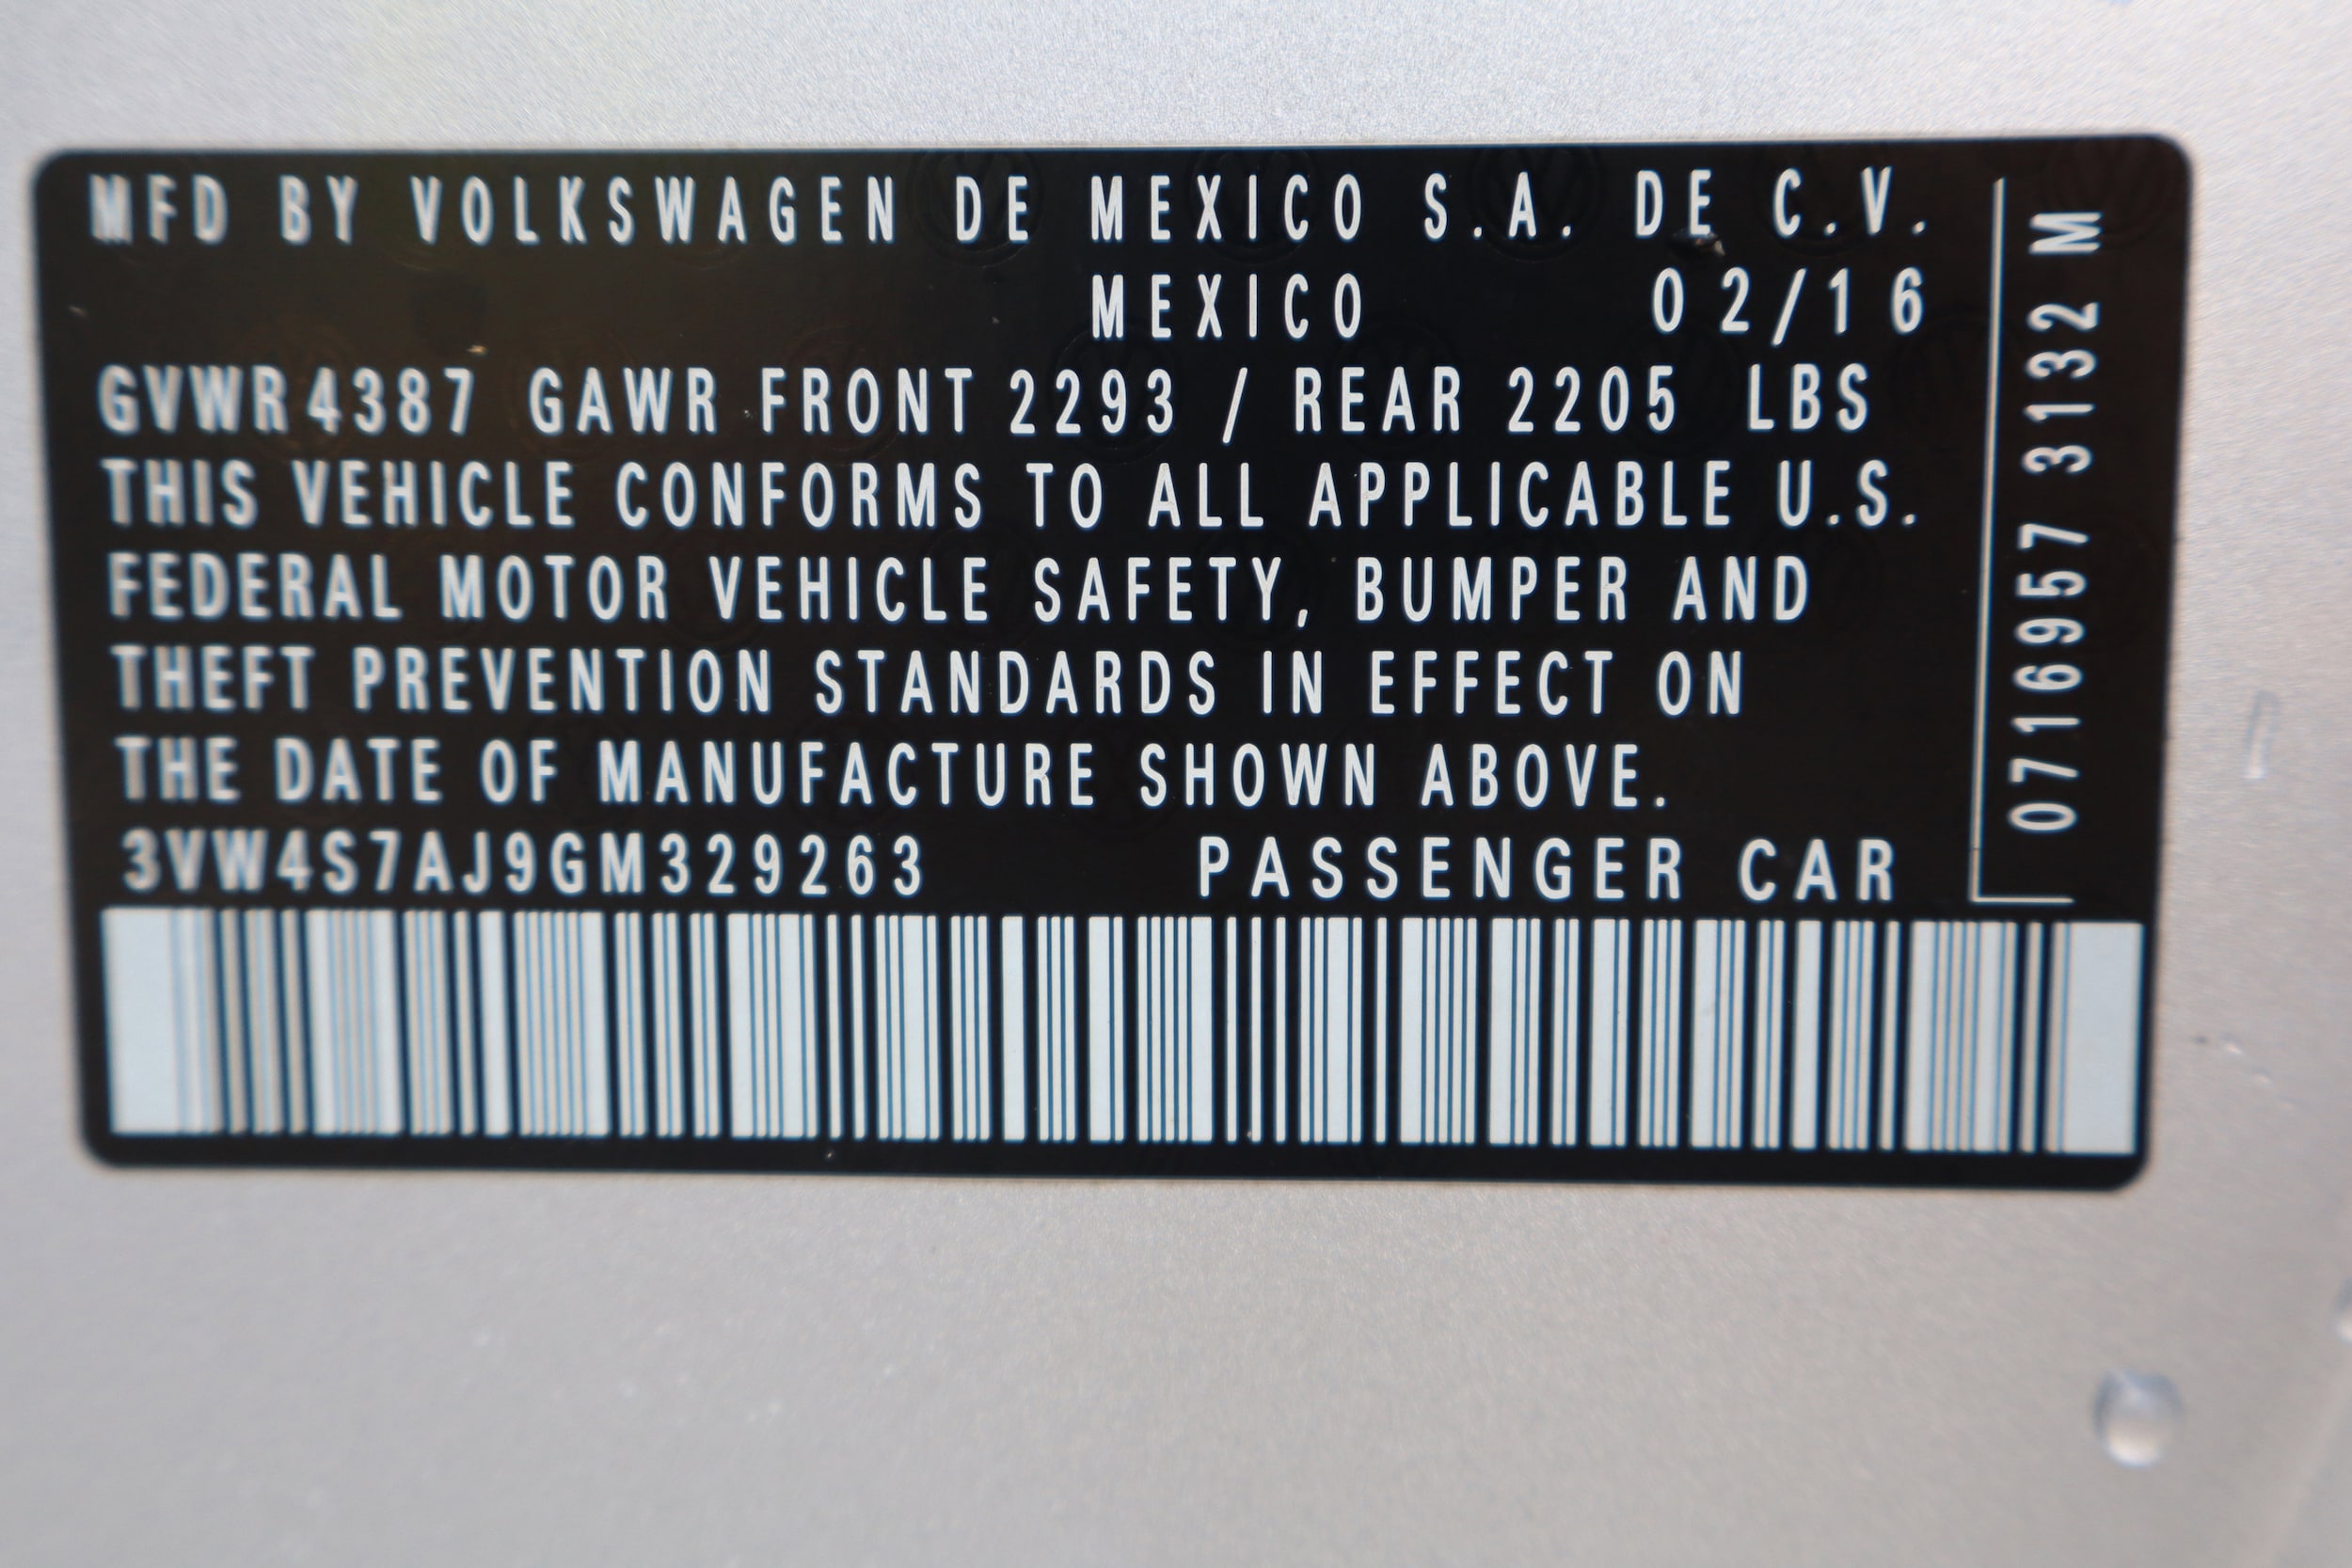 MFD BY VOLKSWAGEN DE MEXICO S.A. DE C.V.
MEXICO 02/16
GVWR 4387 GAWR FRONT 2293 / REAR 2205 LBS
THIS VEHICLE CONFORMS TO ALL APPLICABLE U.S.
FEDERAL MOTOR VEHICLE SAFETY, BUMPER AND
THEFT PREVENTION STANDARDS IN EFFECT ON
THE DATE OF MANUFACTURE SHOWN ABOVE.
3VW4S7AJ9GM329263 PASSENGER CAR
0716957 3132 M